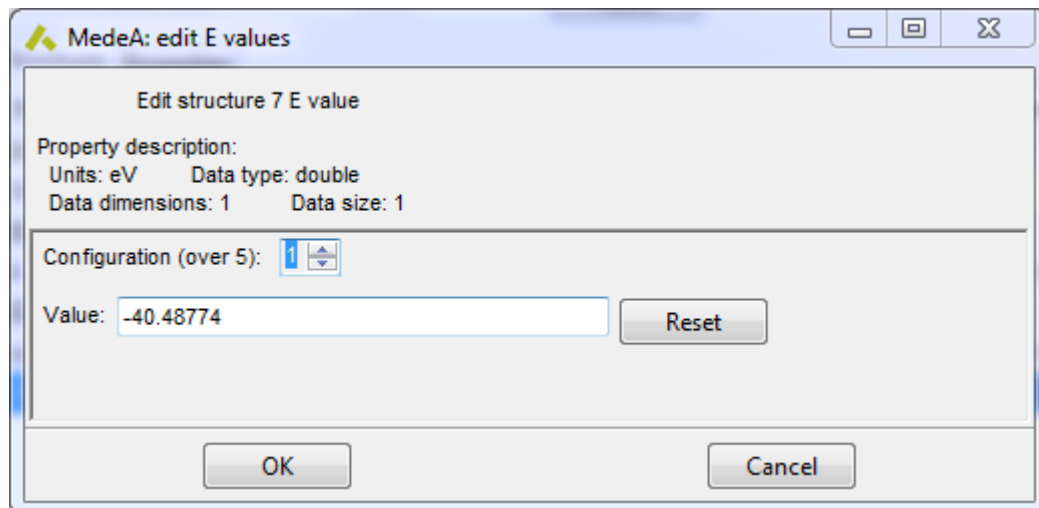 MedeA: edit E values
Edit structure 7 E value
Property description:
Units: eV Data type: double
Data dimensions: 1 Data size: 1
Configuration (over 5): 1
Value: -40.48774 Reset
OK Cancel